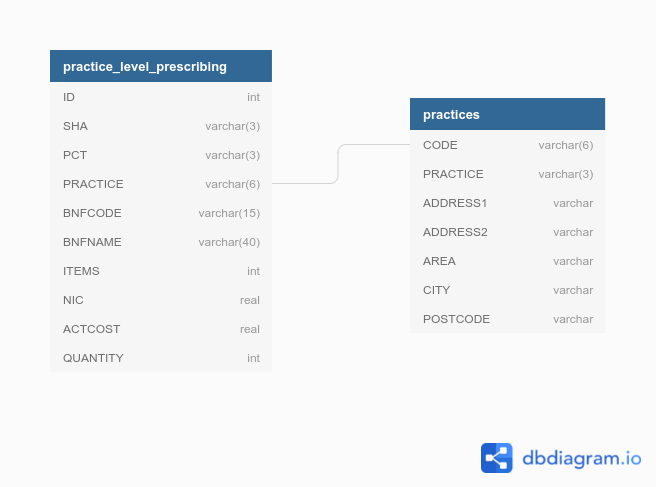 practice_level_prescribing
ID int
SHA varchar(3)
PCT varchar(3)
PRACTICE varchar(6)
BNFCODE varchar(15)
BNFNAME varchar(40)
ITEMS int
NIC real
ACTCOST real
QUANTITY int
practices
CODE varchar(6)
PRACTICE varchar(3)
ADDRESS1 varchar
ADDRESS2 varchar
AREA varchar
CITY varchar
POSTCODE varchar
dbdiagram.io